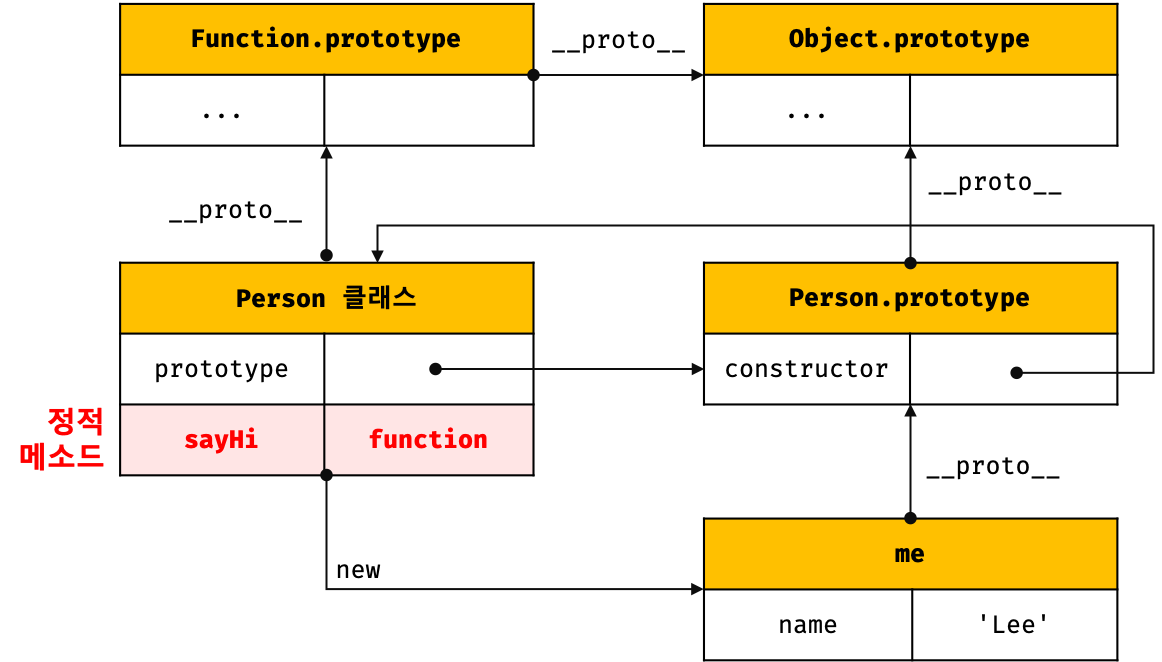 Function.prototype
__proto__
Object.prototype
...
...
__proto__
__proto__
Person 클래스
Person.prototype
prototype
constructor
정적
메소드
sayHi
function
__proto__
new
me
name
'Lee'